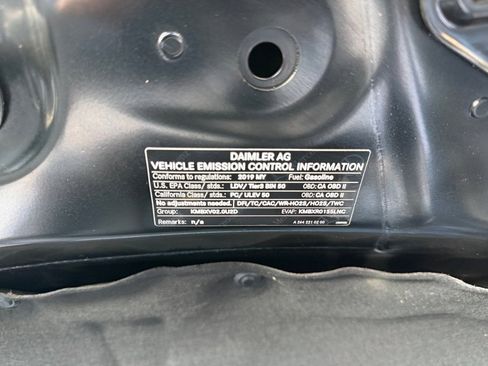 DAIMLER AG
VEHICLE EMISSION CONTROL INFORMATION
Conforms to regulations: 2019 MY Fuel: Gasoline
U.S. EPA Class/ stds.: LDV/ Tier3 BIN 50 OBD: CA OBD II
California Class/ stds.: PC/ ULEV 50 OBD: CA OBD II
No adjustments needed. DFI/TC/CAC/WR-HO2S/HO2S/TWC
Group: KMBXV02.0U2D EVAF: KMBXR0155LNC
Remarks: n/a